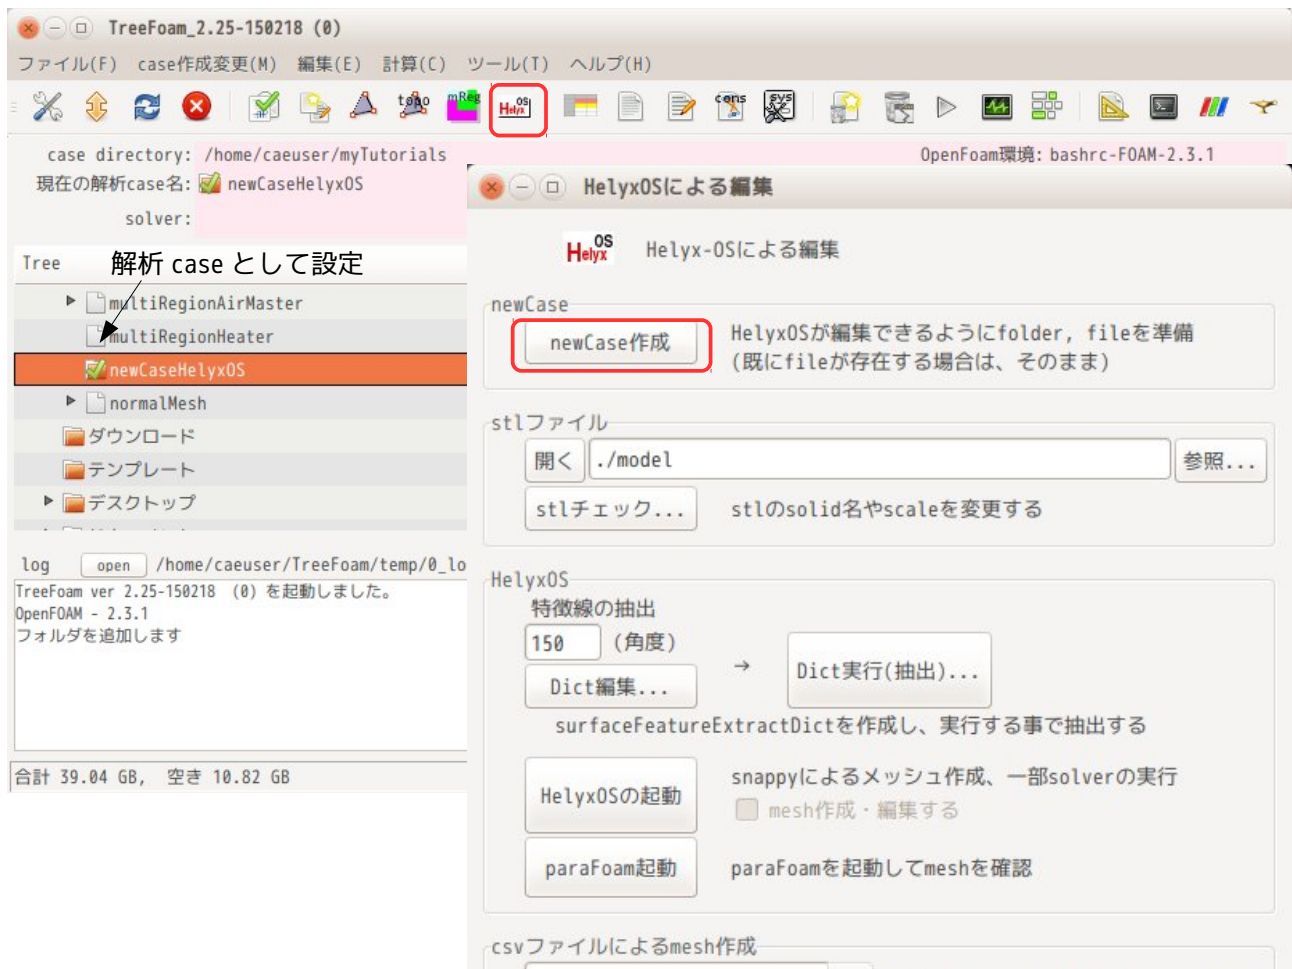 TreeFoam_2.25-150218 (0)
ファイル(F) case作成変更(M) 編集(E) 計算(C) ツール(T) ヘルプ(H)
topo mReg Helyx OS cons sys
case directory: /home/caeuser/myTutorials
OpenFoam環境: bashrc-FOAM-2.3.1
現在の解析case名: newCaseHelyxOS
solver:
Tree
解析 case として設定
multiRegionAirMaster
multiRegionHeater
newCaseHelyxOS
normalMesh
ダウンロード
テンプレート
デスクトップ
log open /home/caeuser/TreeFoam/temp/0_lo
TreeFoam ver 2.25-150218 (0) を起動しました。
OpenFOAM - 2.3.1
フォルダを追加します
合計 39.04 GB, 空き 10.82 GB
HelyxOSによる編集
Helyx OS Helyx-OSによる編集
newCase
newCase作成 HelyxOSが編集できるようにfolder, fileを準備
(既にfileが存在する場合は、そのまま)
stlファイル
開く ./model 参照...
stlチェック... stlのsolid名やscaleを変更する
HelyxOS
特徴線の抽出
150 (角度)
Dict編集... → Dict実行(抽出)...
surfaceFeatureExtractDictを作成し、実行する事で抽出する
HelyxOSの起動 snappyによるメッシュ作成、一部solverの実行
mesh作成・編集する
paraFoam起動 paraFoamを起動してmeshを確認
csvファイルによるmesh作成